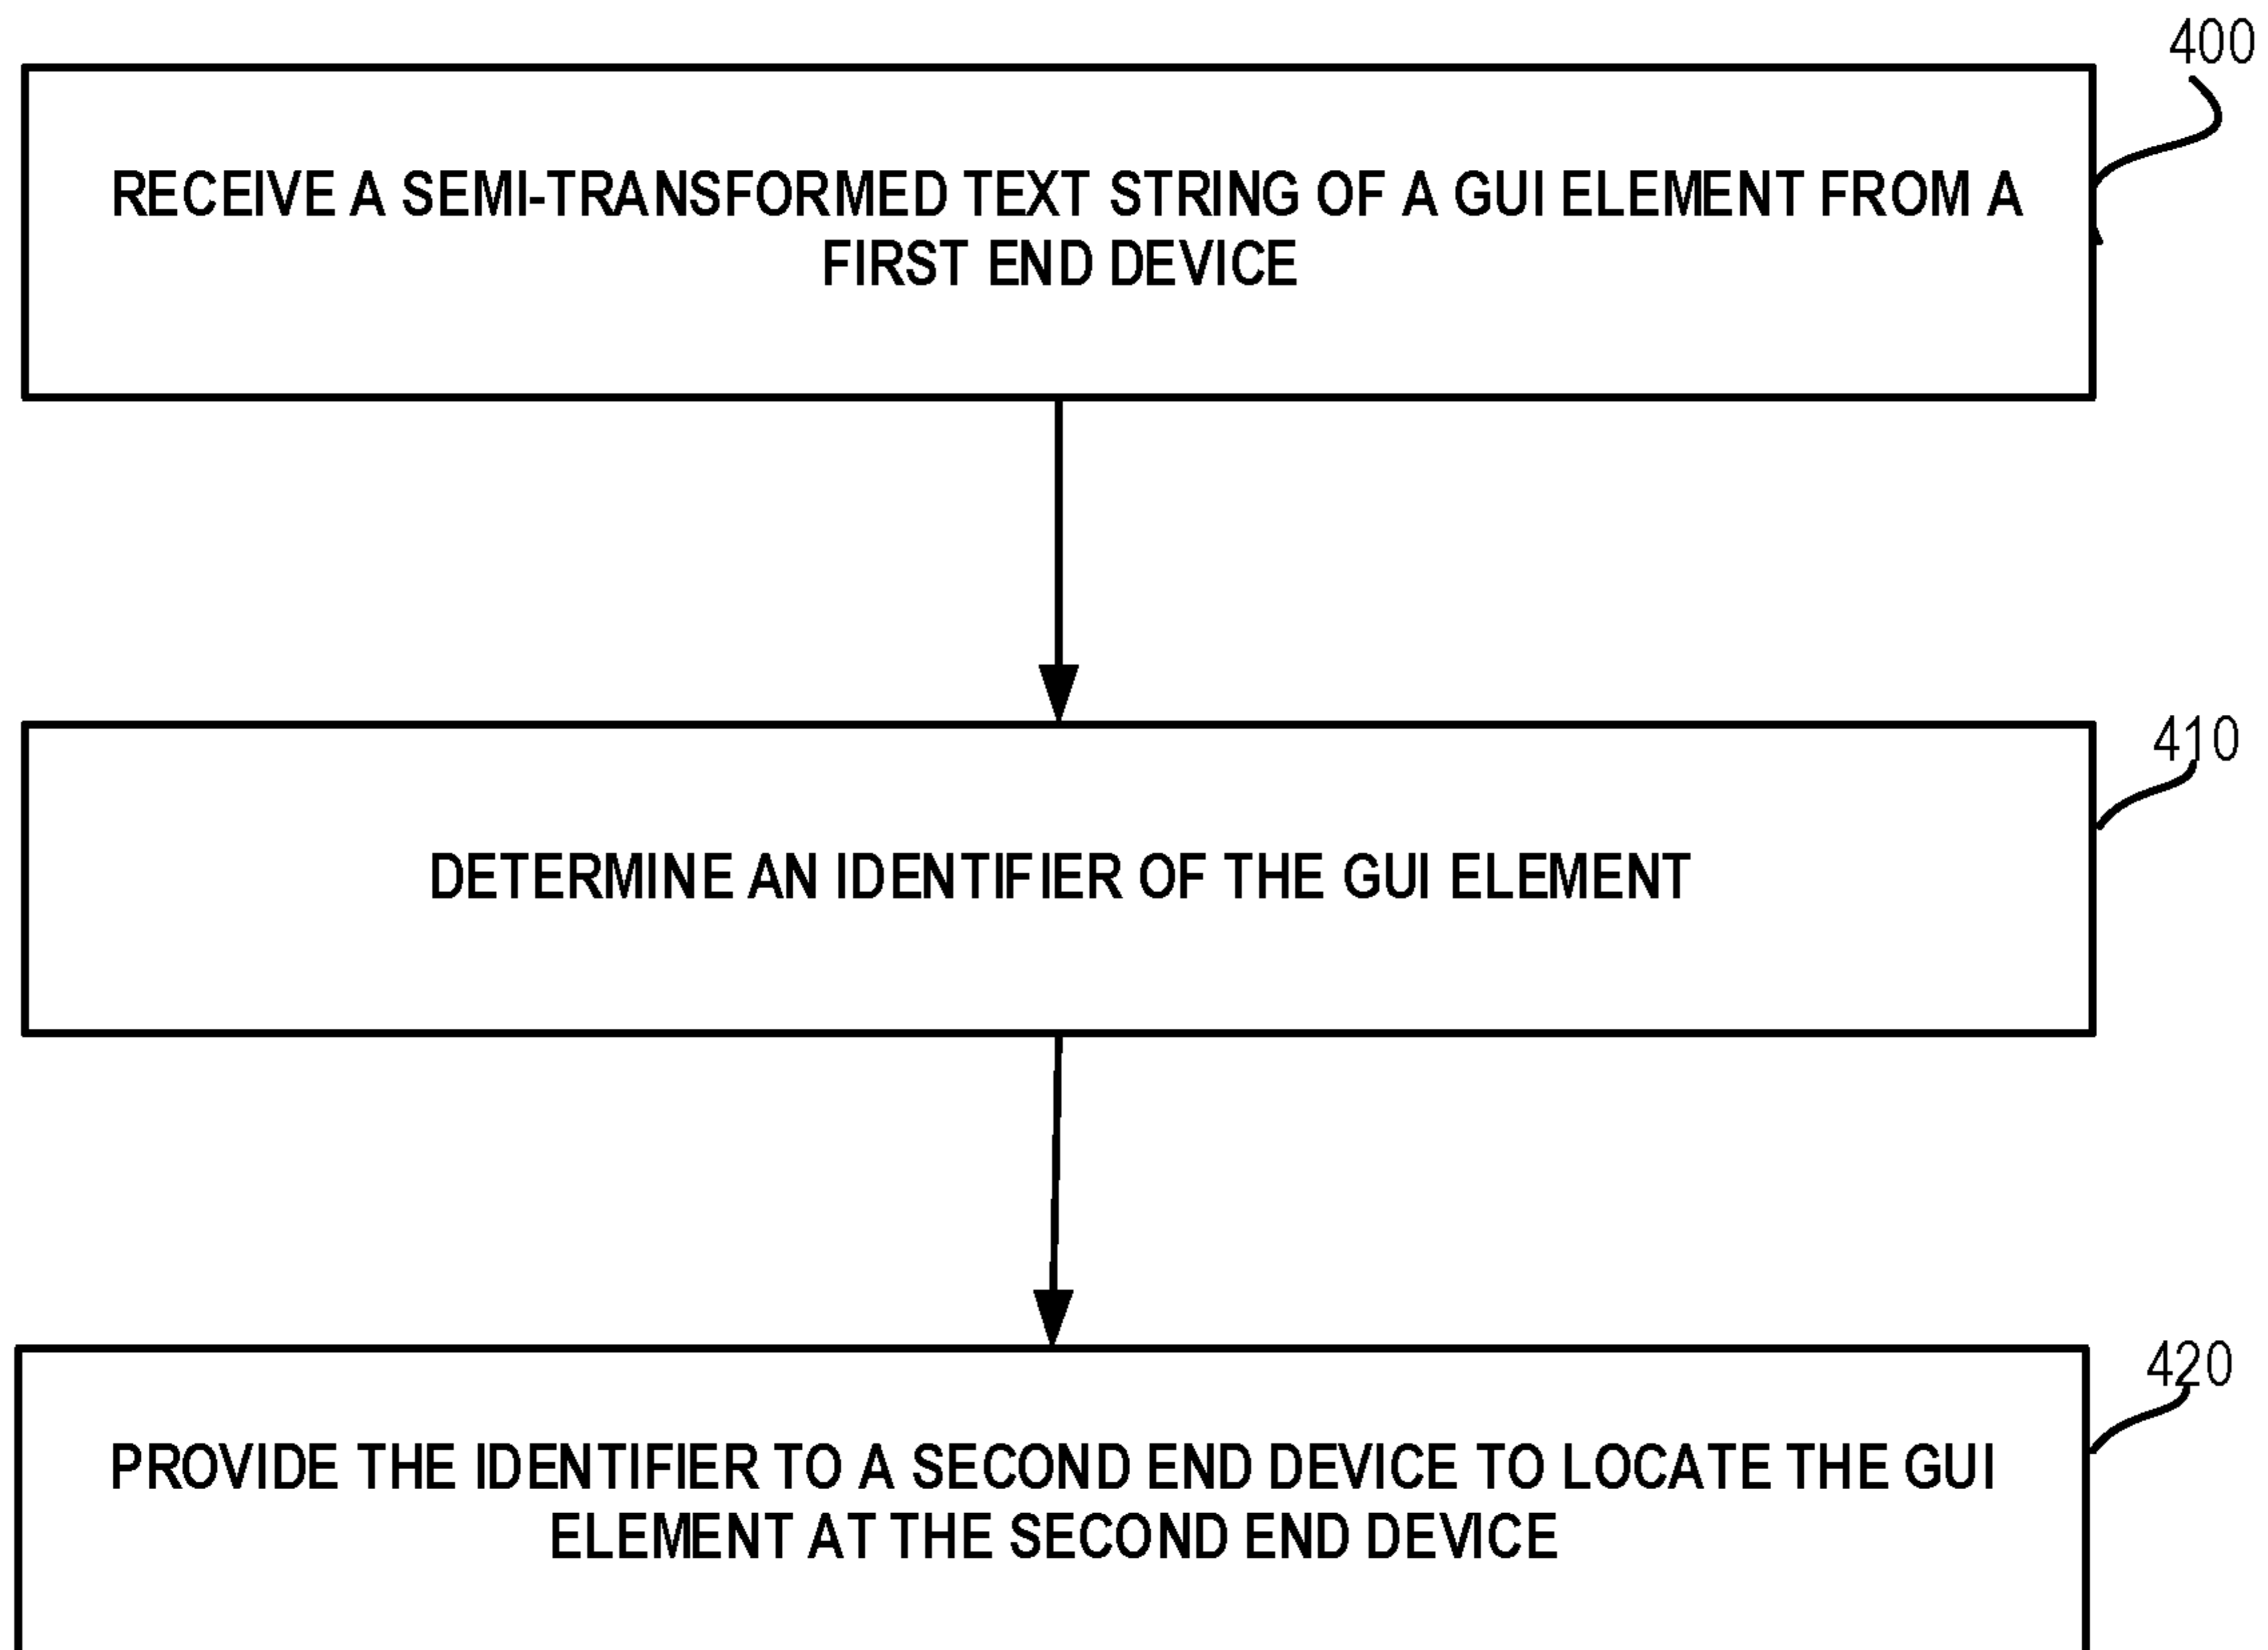 400
RECEIVE A SEMI-TRANSFORMED TEXT STRING OF A GUI ELEMENT FROM A
FIRST END DEVICE
410
DETERMINE AN IDENTIFIER OF THE GUI ELEMENT
420
PROVIDE THE IDENTIFIER TO A SECOND END DEVICE TO LOCATE THE GUI
ELEMENT AT THE SECOND END DEVICE